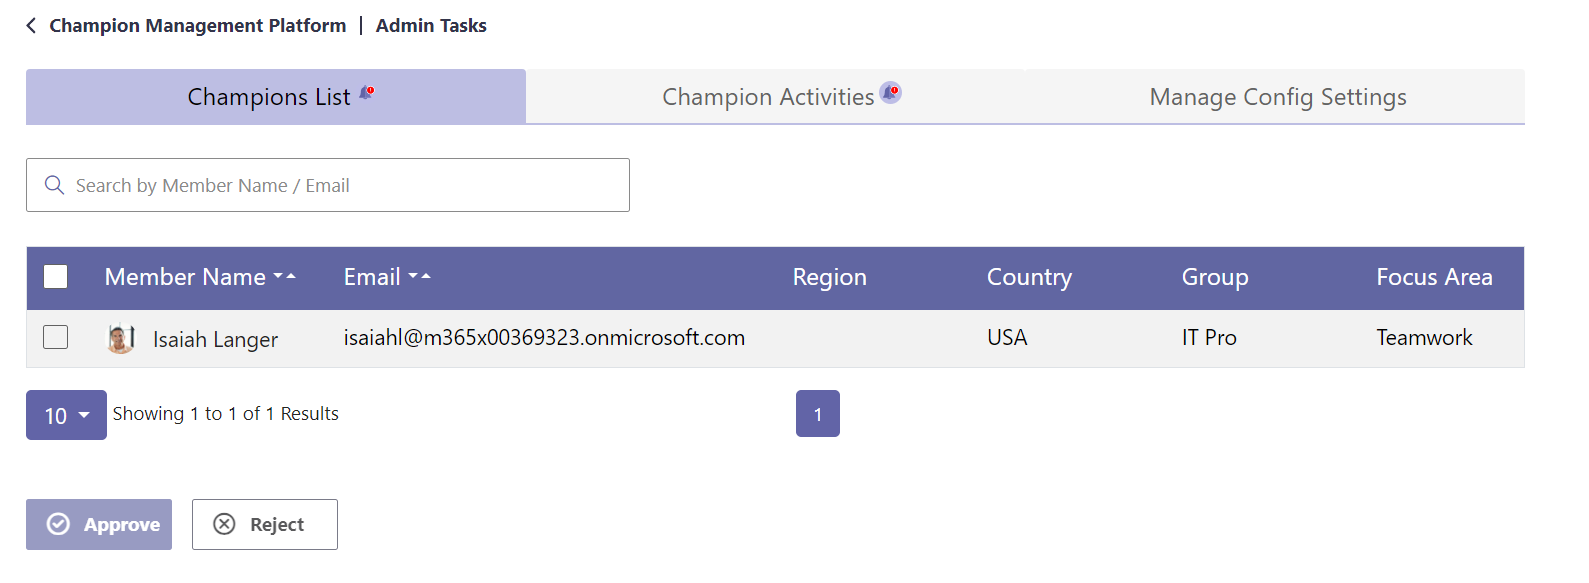 Champion Management Platform | Admin Tasks
Champions List
Champion Activities
Manage Config Settings
Search by Member Name / Email
Member Name Email Region Country Group Focus Area
Isaiah Langer isaiahl@m365x00369323.onmicrosoft.com USA IT Pro Teamwork
10 Showing 1 to 1 of 1 Results 1
Approve Reject